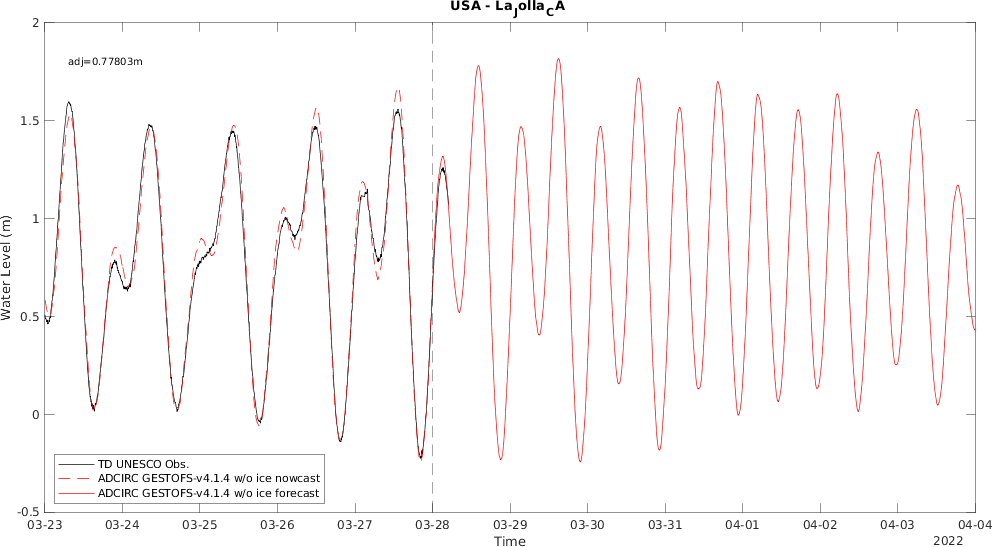 USA - LaJollaCA
adj=0.77803m
2
1.5
1
0.5
0
-0.5
Water Level (m)
TD UNESCO Obs.
ADCIRC GESTOFS-v4.1.4 w/o ice nowcast
ADCIRC GESTOFS-v4.1.4 w/o ice forecast
03-23 03-24 03-25 03-26 03-27 03-28 03-29 03-30 03-31 04-01 04-02 04-03 04-04
Time
2022